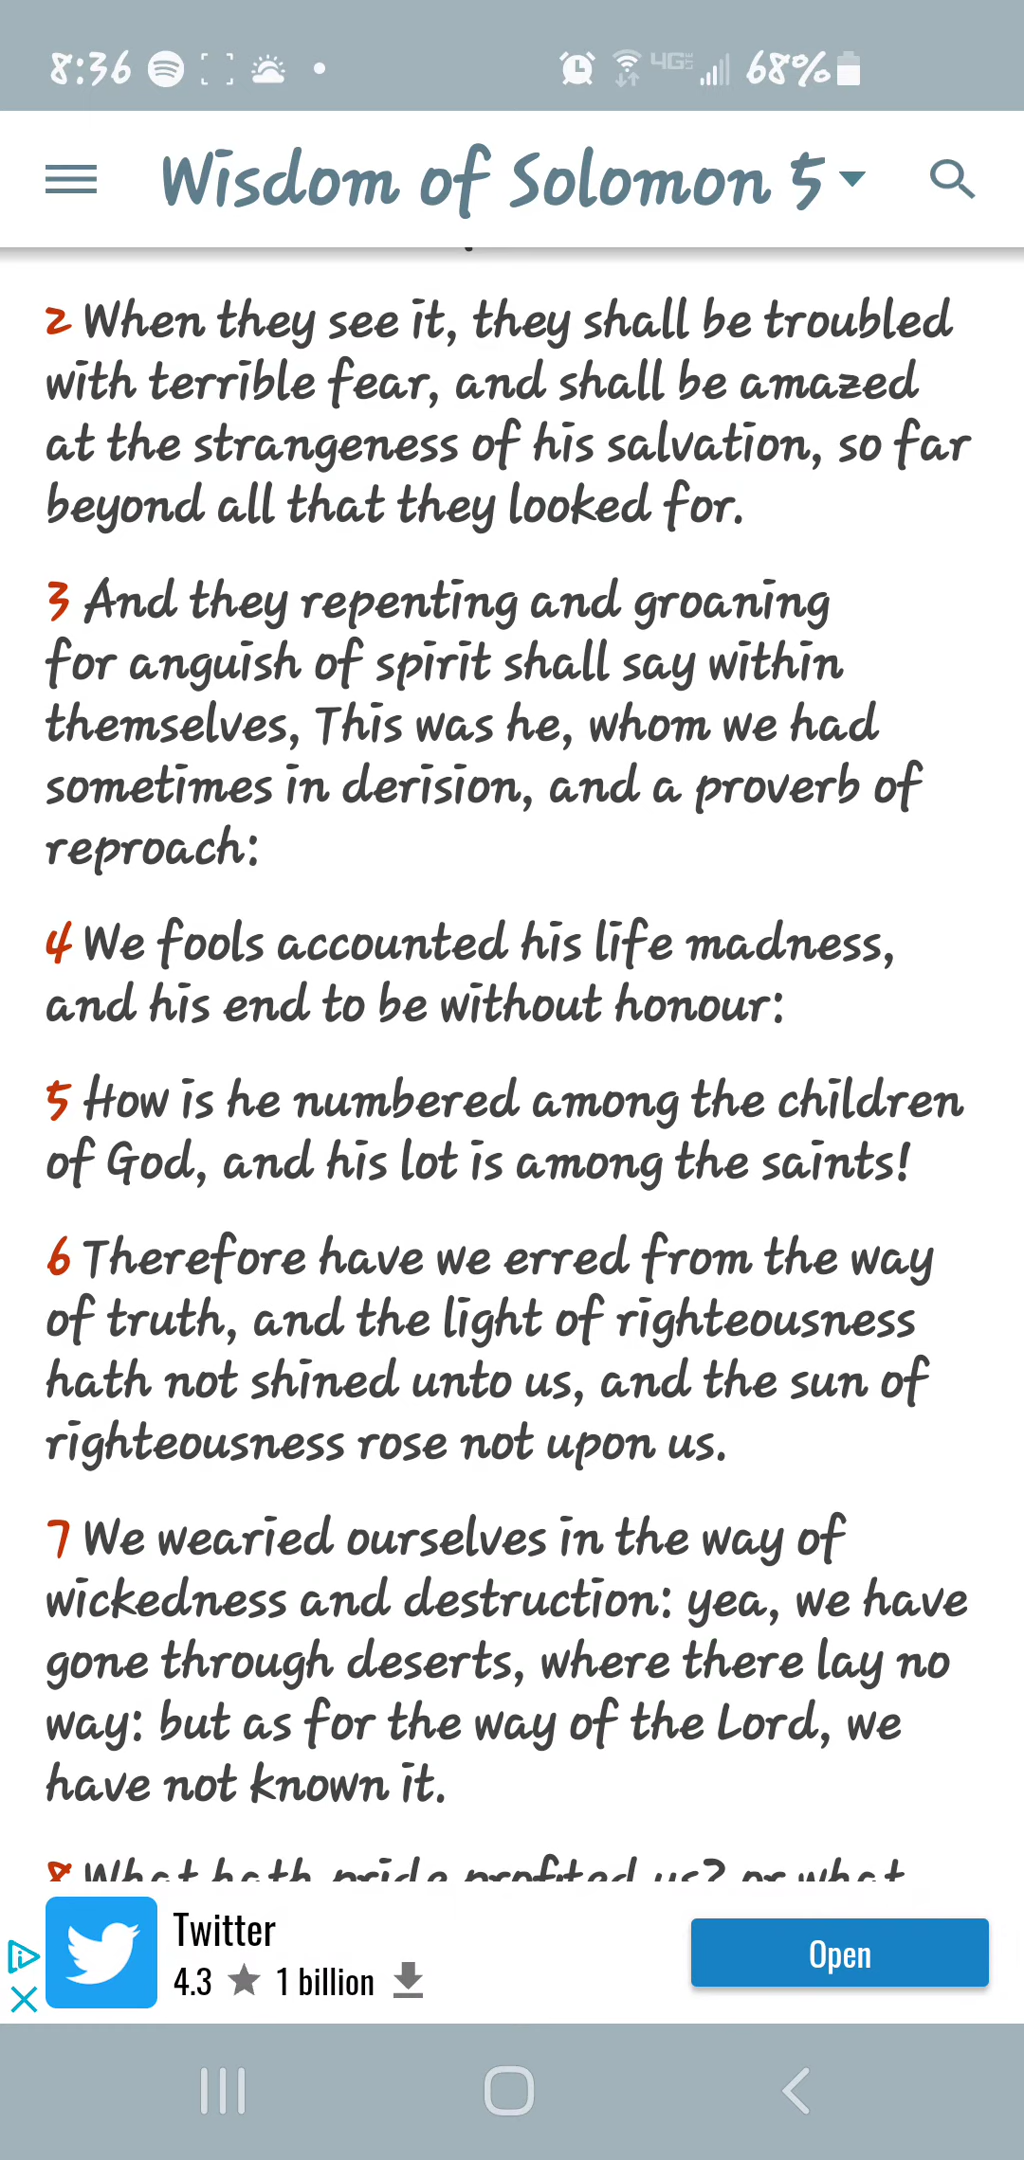 8:36 4G 68%
Wisdom of Solomon 5
2 When they see it, they shall be troubled
with terrible fear, and shall be amazed
at the strangeness of his salvation, so far
beyond all that they looked for.
3 And they repenting and groaning
for anguish of spirit shall say within
themselves, This was he, whom we had
sometimes in derision, and a proverb of
reproach:
4 We fools accounted his life madness,
and his end to be without honour:
5 How is he numbered among the children
of God, and his lot is among the saints!
6 Therefore have we erred from the way
of truth, and the light of righteousness
hath not shined unto us, and the sun of
righteousness rose not upon us.
7 We wearied ourselves in the way of
wickedness and destruction: yea, we have
gone through deserts, where there lay no
way: but as for the way of the Lord, we
have not known it.
8 What hath pride profited us? or what
Twitter
4.3 ★ 1 billion
Open